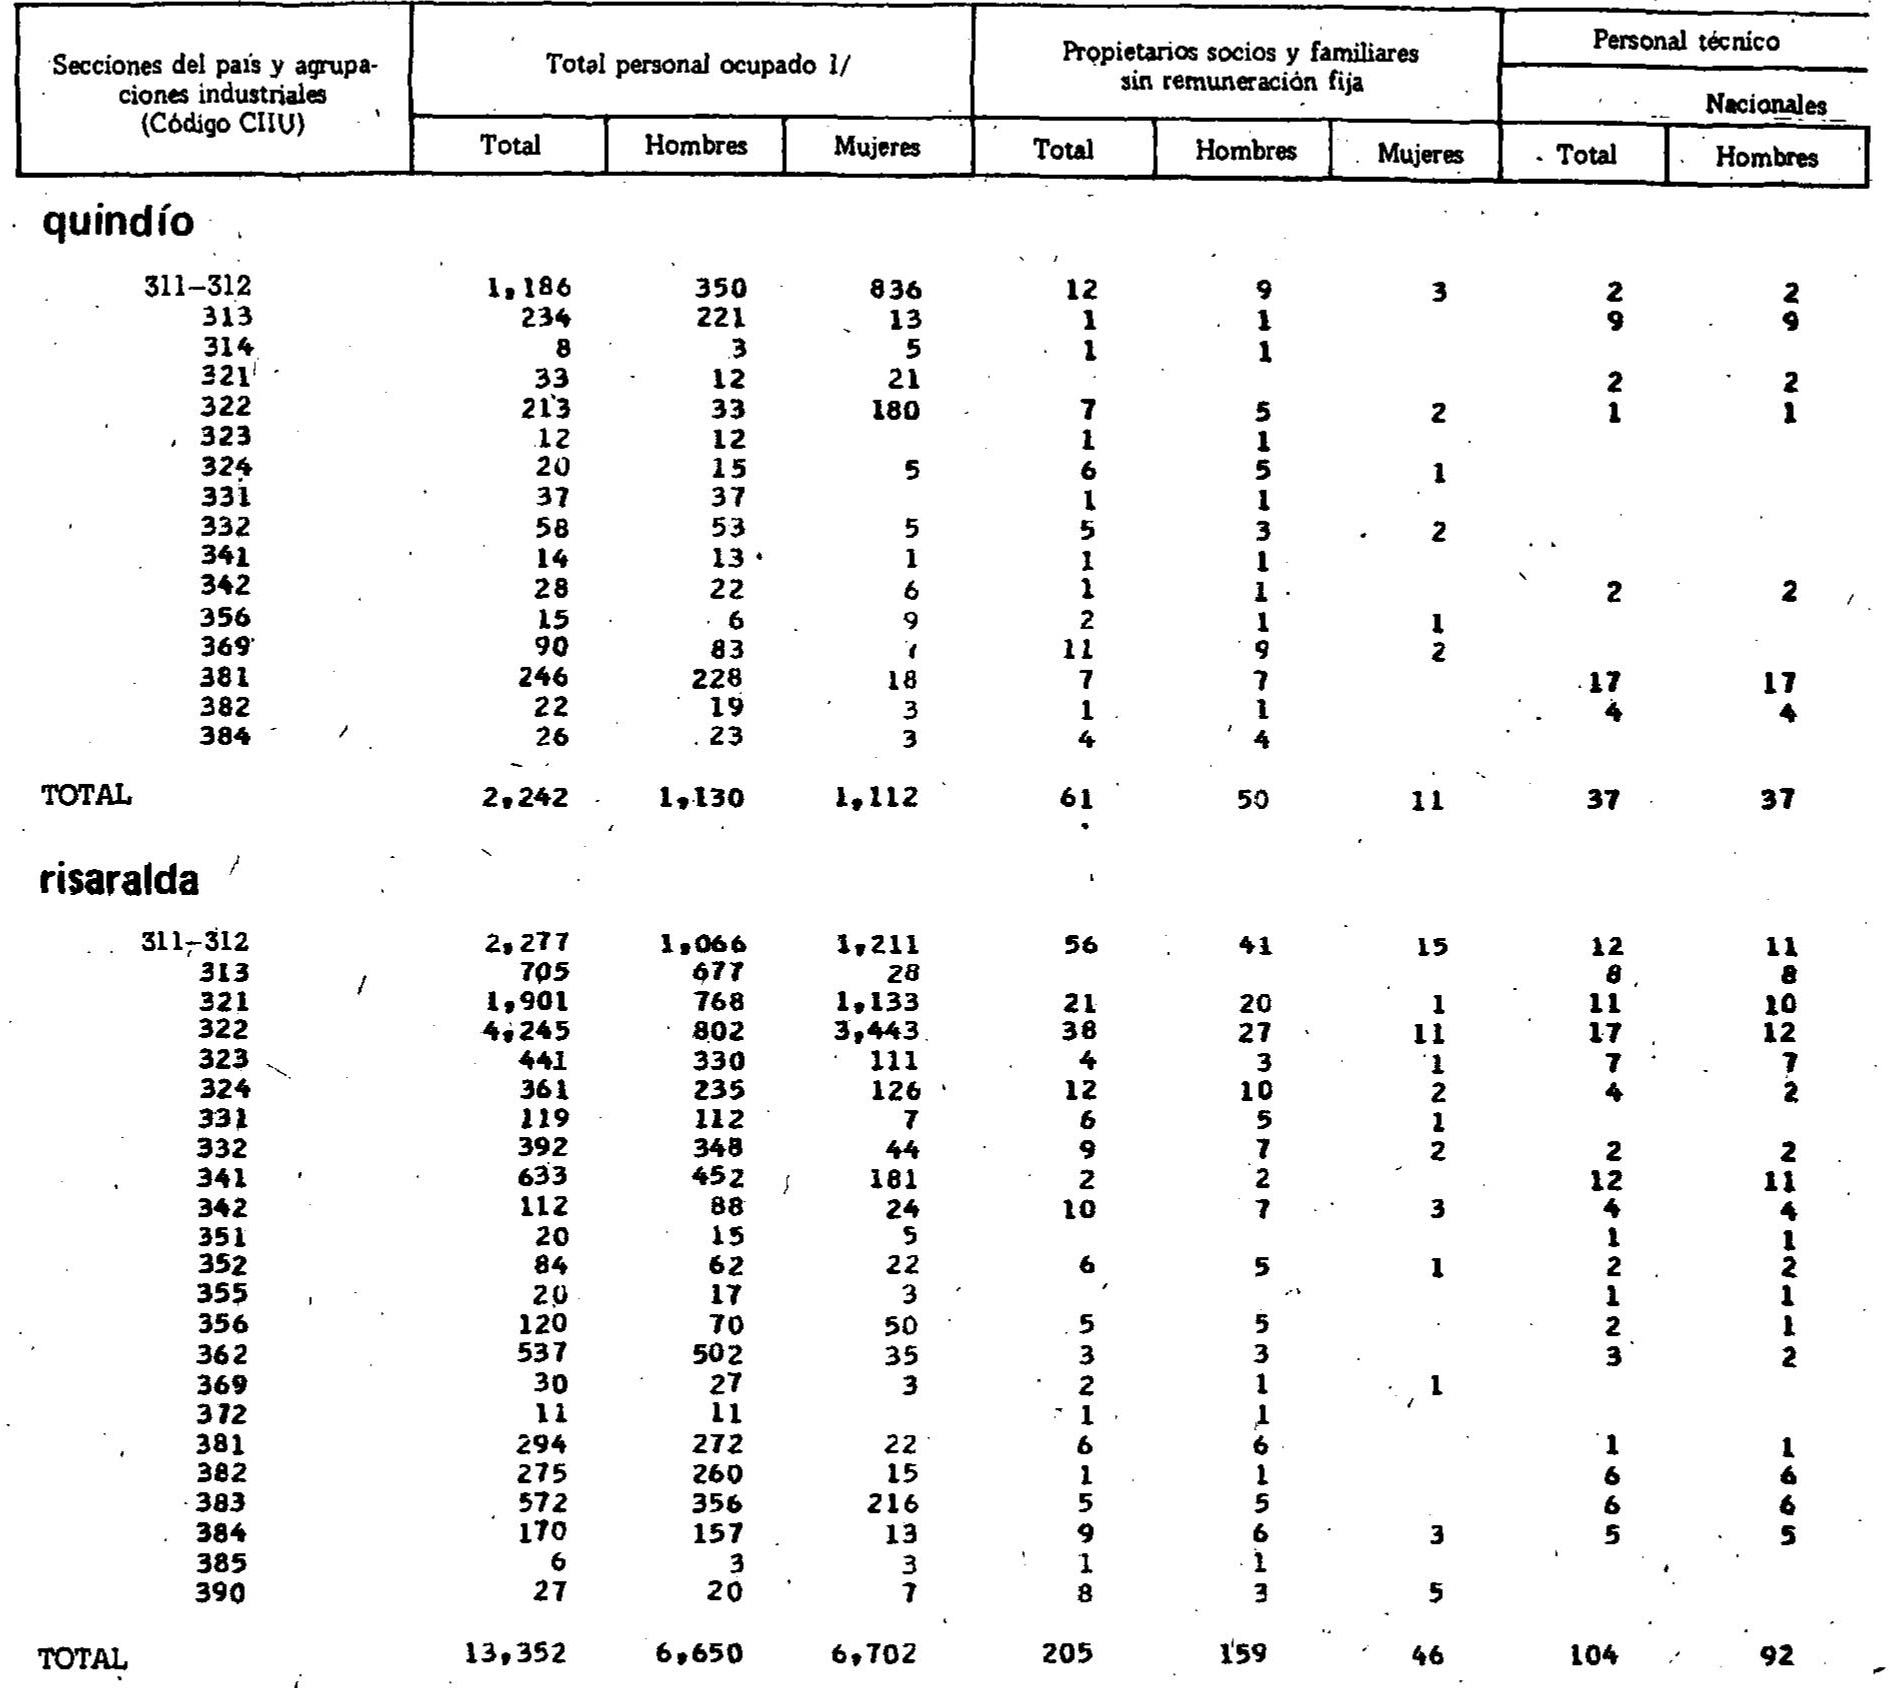 Secciones del país y agrupa-
ciones industriales
(Código CIIU)
Total personal ocupado 1/
Propietarios socios y familiares
sin remuneración fija
Personal técnico
Nacionales
Total Hombres Mujeres Total Hombres Mujeres Total Hombres
quindío
311-312 1,186 350 836 12 9 3 2 2
313 234 221 13 1 1 9 9
314 8 3 5 1 1
321 33 12 21 2 2
322 213 33 180 7 5 2 1 1
323 12 12 1 1
324 20 15 5 6 5 1
331 37 37 1 1
332 58 53 5 5 3 2
341 14 13 1 1 1
342 28 22 6 1 1 2 2
356 15 6 9 2 1 1
369 90 83 11 9 2
381 246 228 18 7 7 17 17
382 22 19 3 1 1 4 4
384 26 23 3 4 4
TOTAL 2,242 1,130 1,112 61 50 11 37 37
risaralda
311-312 2,277 1,066 1,211 56 41 15 12 11
313 705 677 28 8 8
321 1,901 768 1,133 21 20 1 11 10
322 4,245 802 3,443 38 27 11 17 12
323 441 330 111 4 3 1 7 7
324 361 235 126 12 10 2 4 2
331 119 112 7 6 5 1
332 392 348 44 9 7 2 2 2
341 633 452 181 2 2 12 11
342 112 88 24 10 7 3 4 4
351 20 15 5 1 1
352 84 62 22 6 5 1 2 2
355 20 17 3 1 1
356 120 70 50 5 5 2 1
362 537 502 35 3 3 3 2
369 30 27 3 2 1 1
372 11 11 1 1
381 294 272 22 6 6 1 1
382 275 260 15 1 1 6 6
383 572 356 216 5 5 6 6
384 170 157 13 9 6 3 5 5
385 6 3 3 1 1
390 27 20 7 8 3 5
TOTAL 13,352 6,650 6,702 205 159 46 104 92